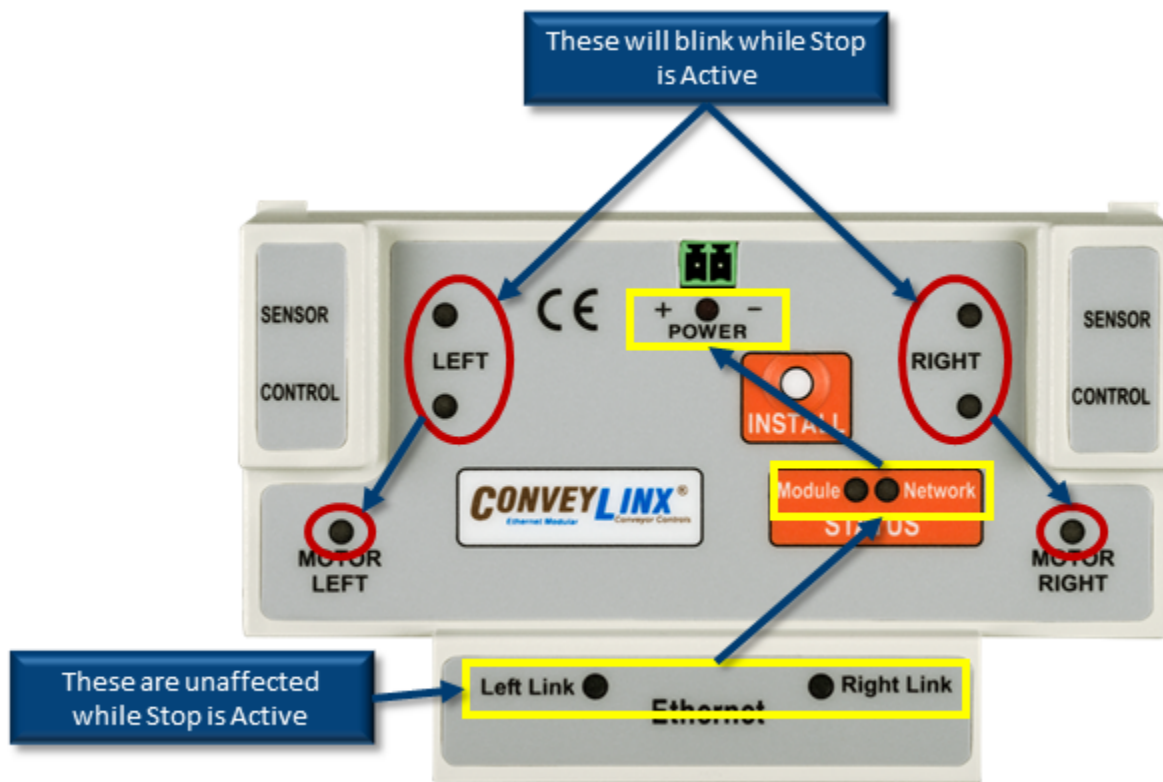 These will blink while Stop
is Active
SENSOR
CONTROL
LEFT
CE
+ −
POWER
INSTALL
RIGHT
SENSOR
CONTROL
CONVEYLINX®
Ethernet Modular Conveyor Controls
Module Network
STATUS
MOTOR
LEFT
MOTOR
RIGHT
These are unaffected
while Stop is Active
Left Link Right Link
Ethernet